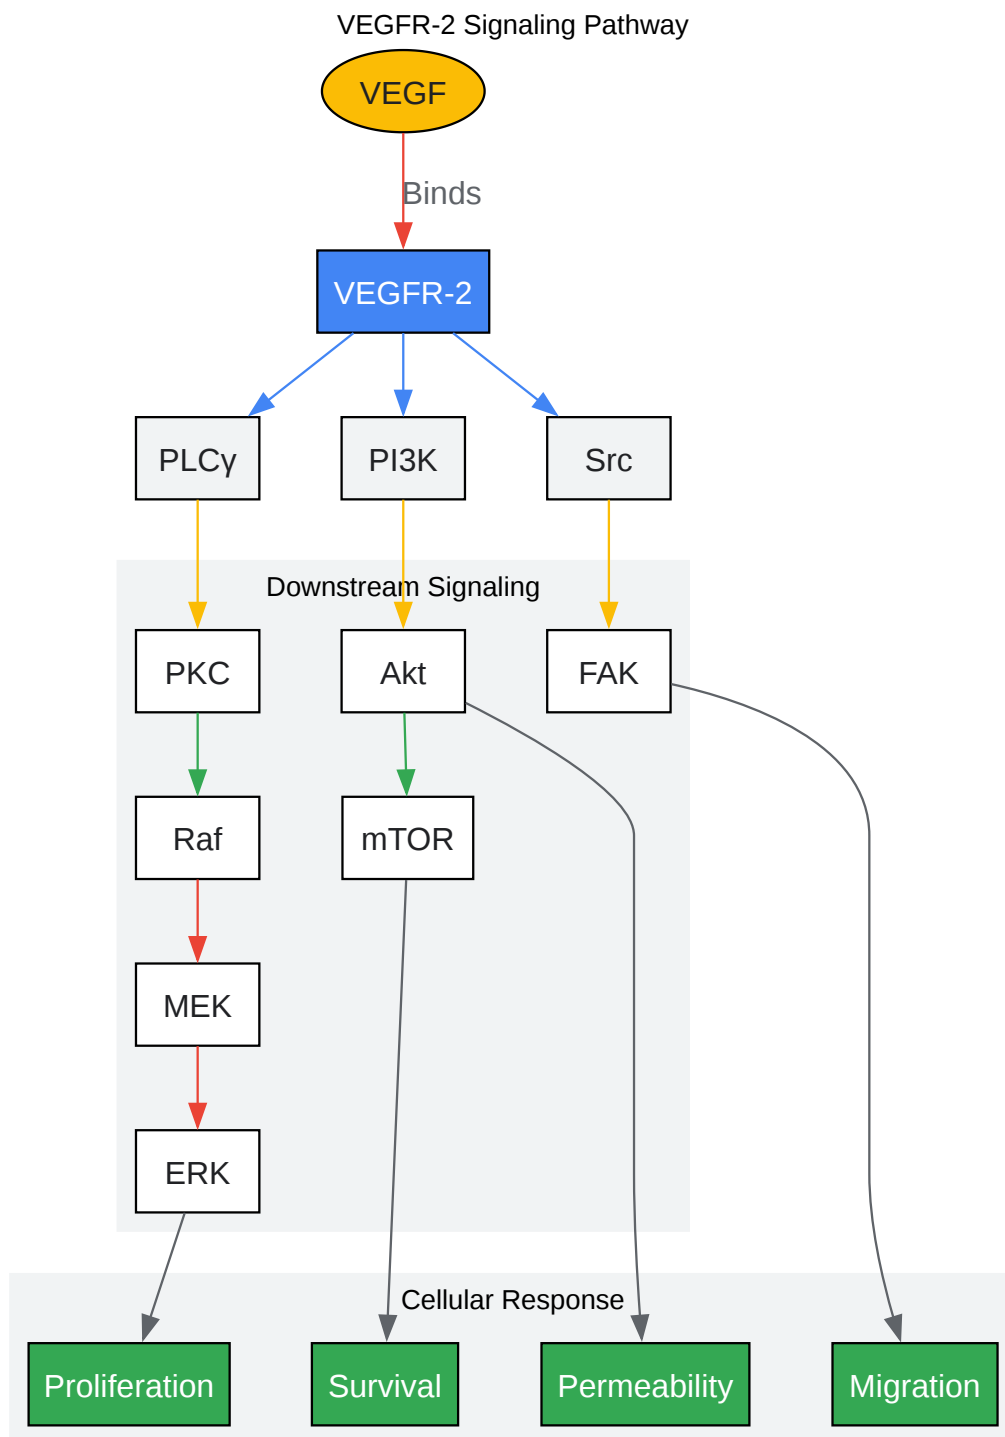 VEGFR-2 Signaling Pathway
VEGF
Binds
VEGFR-2
PLCγ
PI3K
Src
Downstream Signaling
PKC
Akt
FAK
Raf
mTOR
MEK
ERK
Cellular Response
Proliferation
Survival
Permeability
Migration